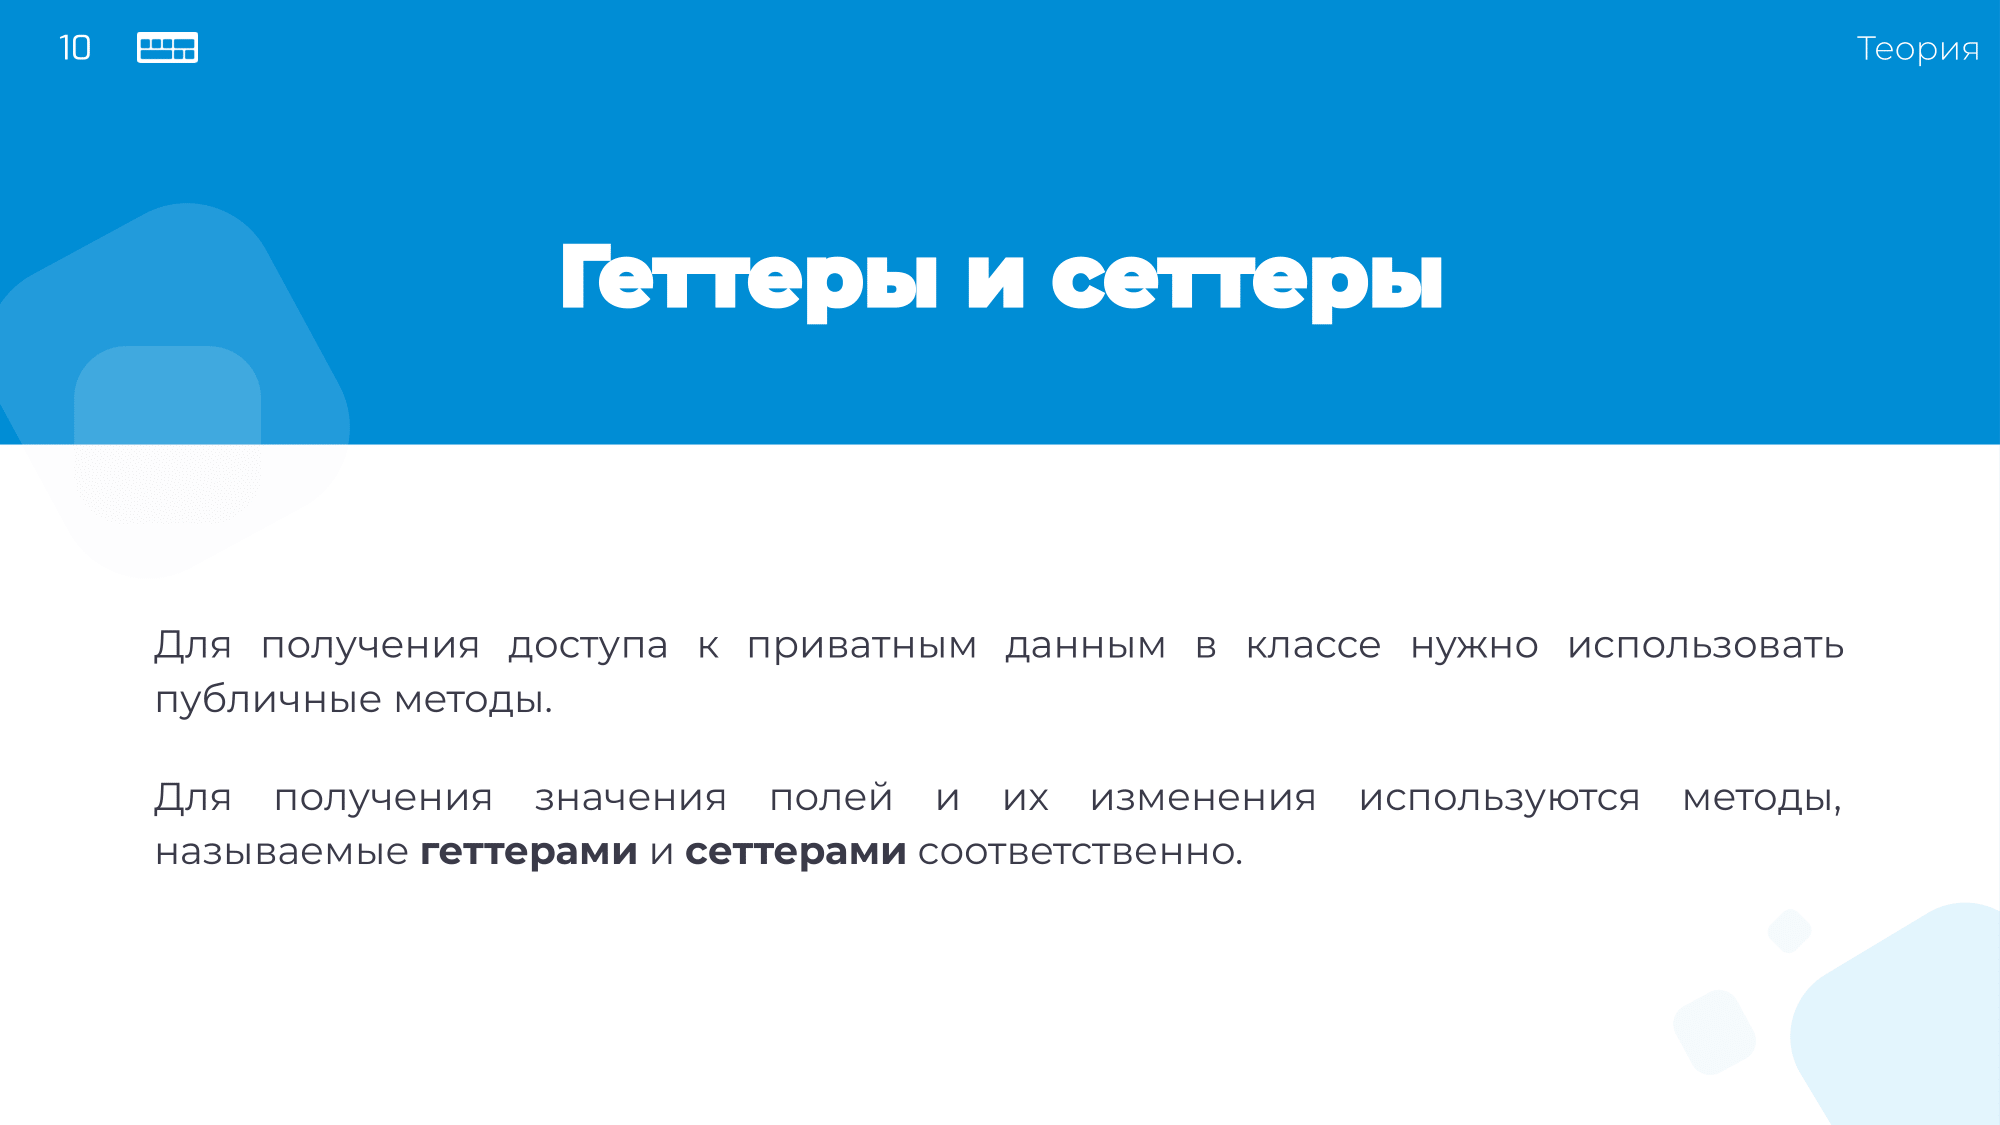 10
Теория
Геттеры и сеттеры
Для получения доступа к приватным данным в классе нужно использовать
публичные методы.
Для получения значения полей и их изменения используются методы,
называемые геттерами и сеттерами соответственно.